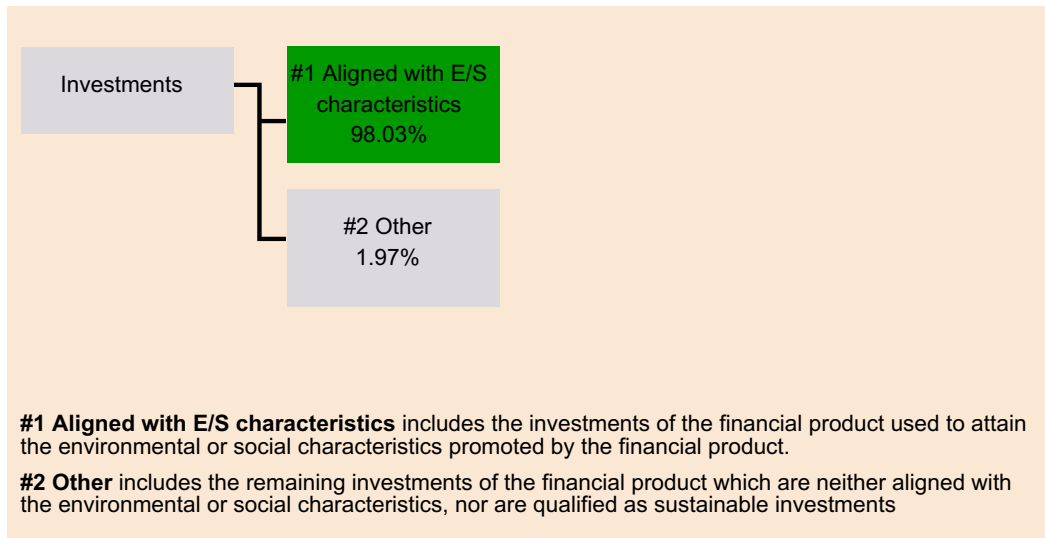 Investments
#1 Aligned with E/S
characteristics
98.03%
#2 Other
1.97%
#1 Aligned with E/S characteristics includes the investments of the financial product used to attain
the environmental or social characteristics promoted by the financial product.
#2 Other includes the remaining investments of the financial product which are neither aligned with
the environmental or social characteristics, nor are qualified as sustainable investments